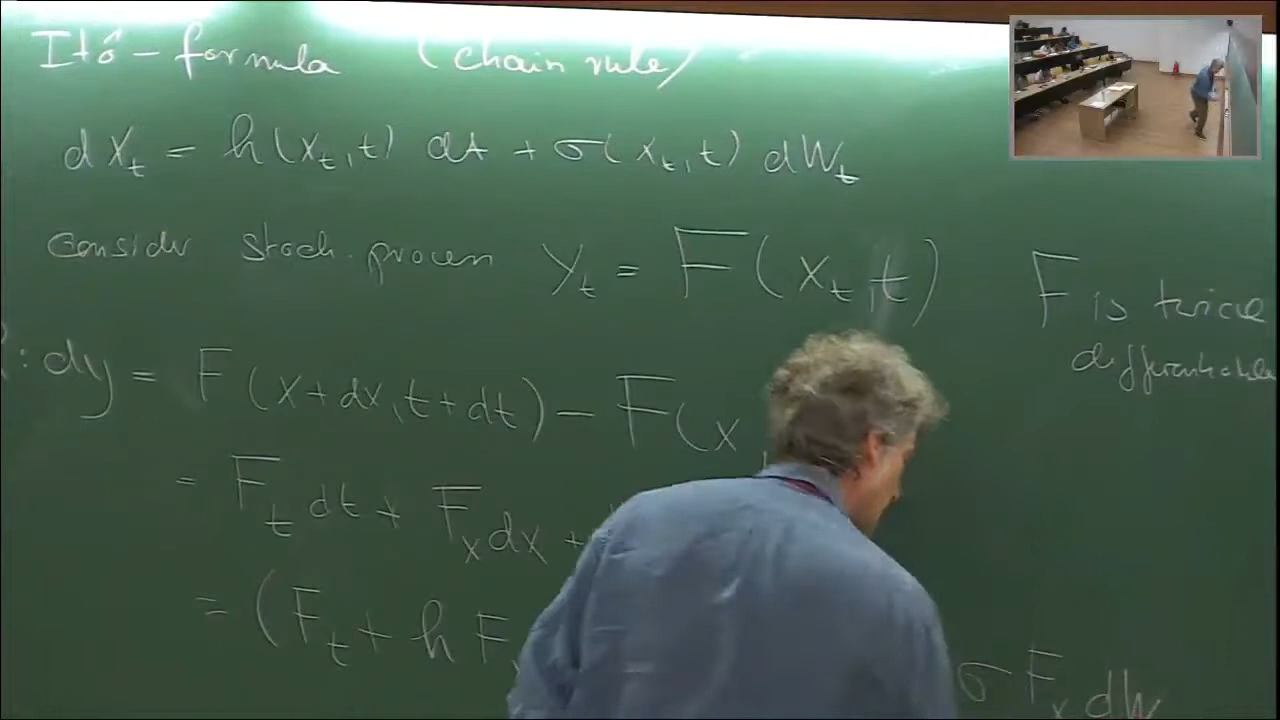 Itô-formula (chain rule)
dX_t = h(X_t,t) dt + σ(X_t,t) dW_t
Consider stoch. process Y_t = F(X_t,t) F is twice
differentiable
: dy = F(x+dx,t+dt) - F(x
= F_t dt + F_x dx +
= (F_t + h F_x σ F_x dW